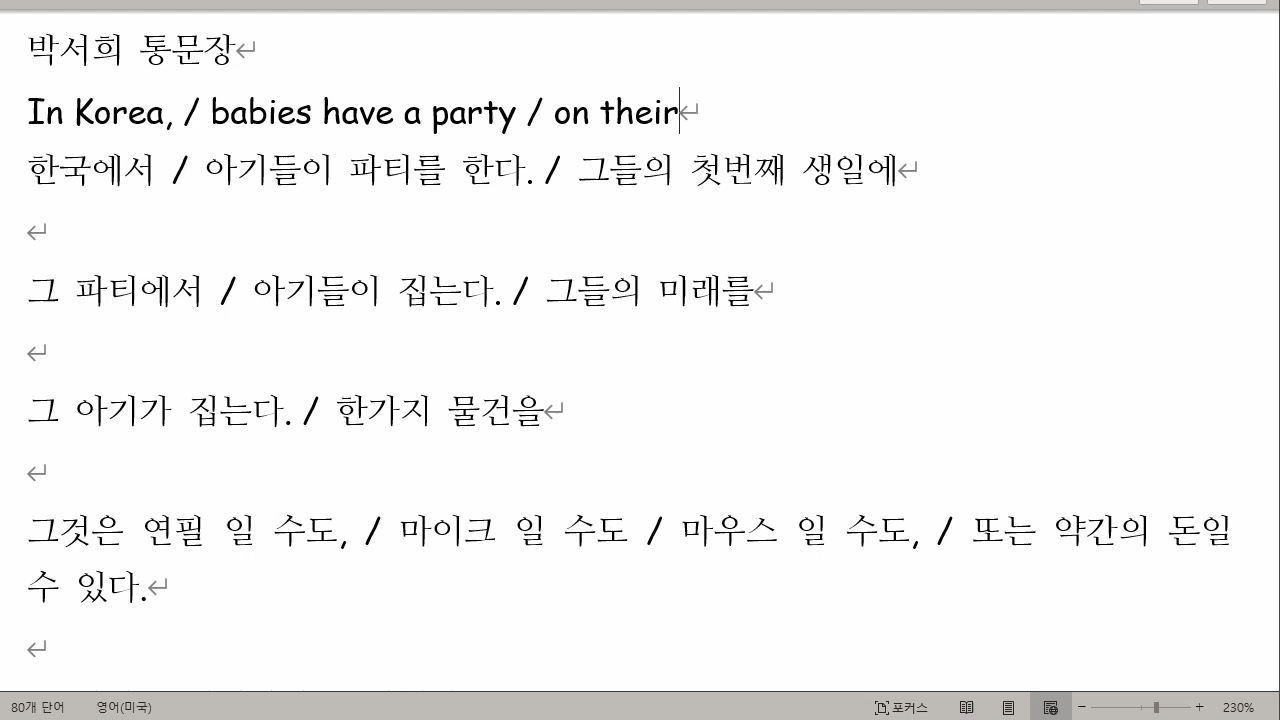 박서희 통문장
In Korea, / babies have a party / on their
한국에서 / 아기들이 파티를 한다. / 그들의 첫번째 생일에
그 파티에서 / 아기들이 집는다. / 그들의 미래를
그 아기가 집는다. / 한가지 물건을
그것은 연필 일 수도, / 마이크 일 수도 / 마우스 일 수도, / 또는 약간의 돈일
수 있다.
80개 단어 영어(미국) 포커스 230%